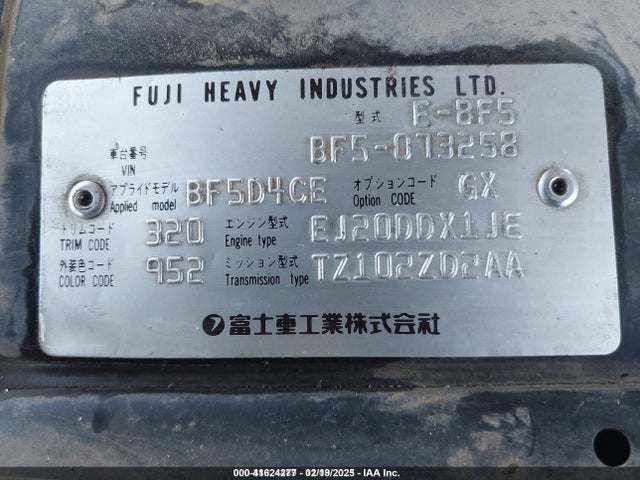 FUJI HEAVY INDUSTRIES LTD.
型式 E-BF5
車台番号 VIN BF5-073258
アプライドモデル Applied model BF5D4CE オプションコード Option CODE GX
トリムコード TRIM CODE 320 エンジン型式 Engine type EJ20DDX1JE
外装色コード COLOR CODE 952 ミッション型式 Transmission type TZ102ZD2AA
富士重工業株式会社
02/19/2025 - IAA Inc.